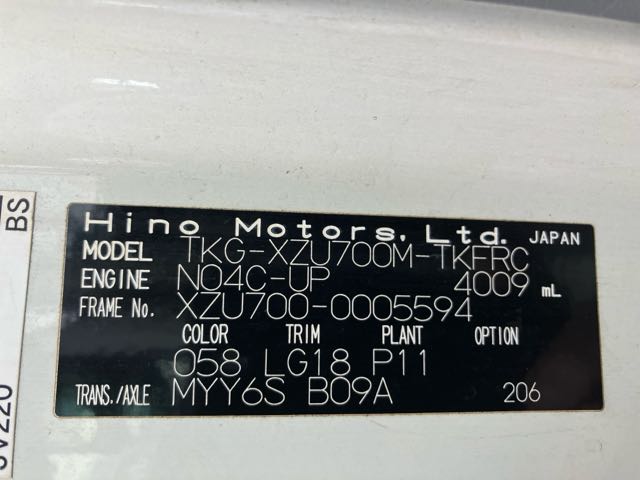 Hino Motors, Ltd. JAPAN
MODEL TKG-XZU700M-TKFRC
ENGINE N04C-UP 4009 mL
FRAME No. XZU700-0005594
COLOR TRIM PLANT OPTION
058 LG18 P11
TRANS./AXLE MYY6S B09A 206
BS